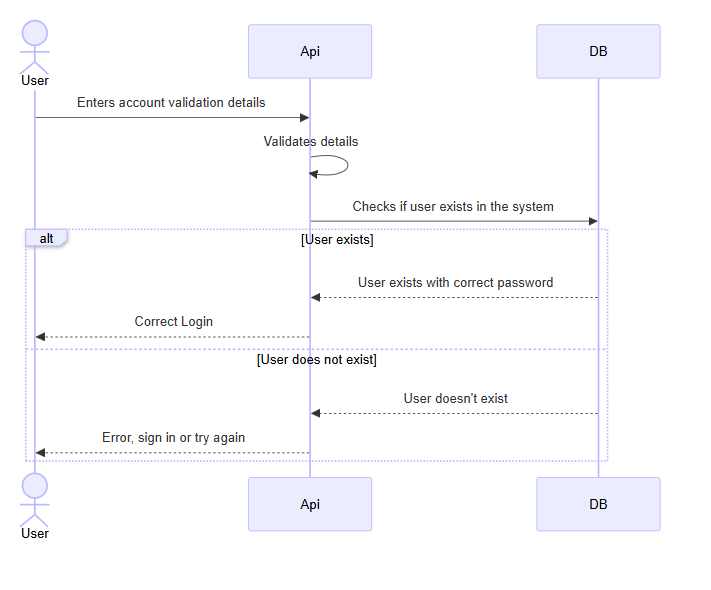 Api
DB
User
Enters account validation details
Validates details
Checks if user exists in the system
alt
[User exists]
User exists with correct password
Correct Login
[User does not exist]
User doesn't exist
Error, sign in or try again
Api
DB
User